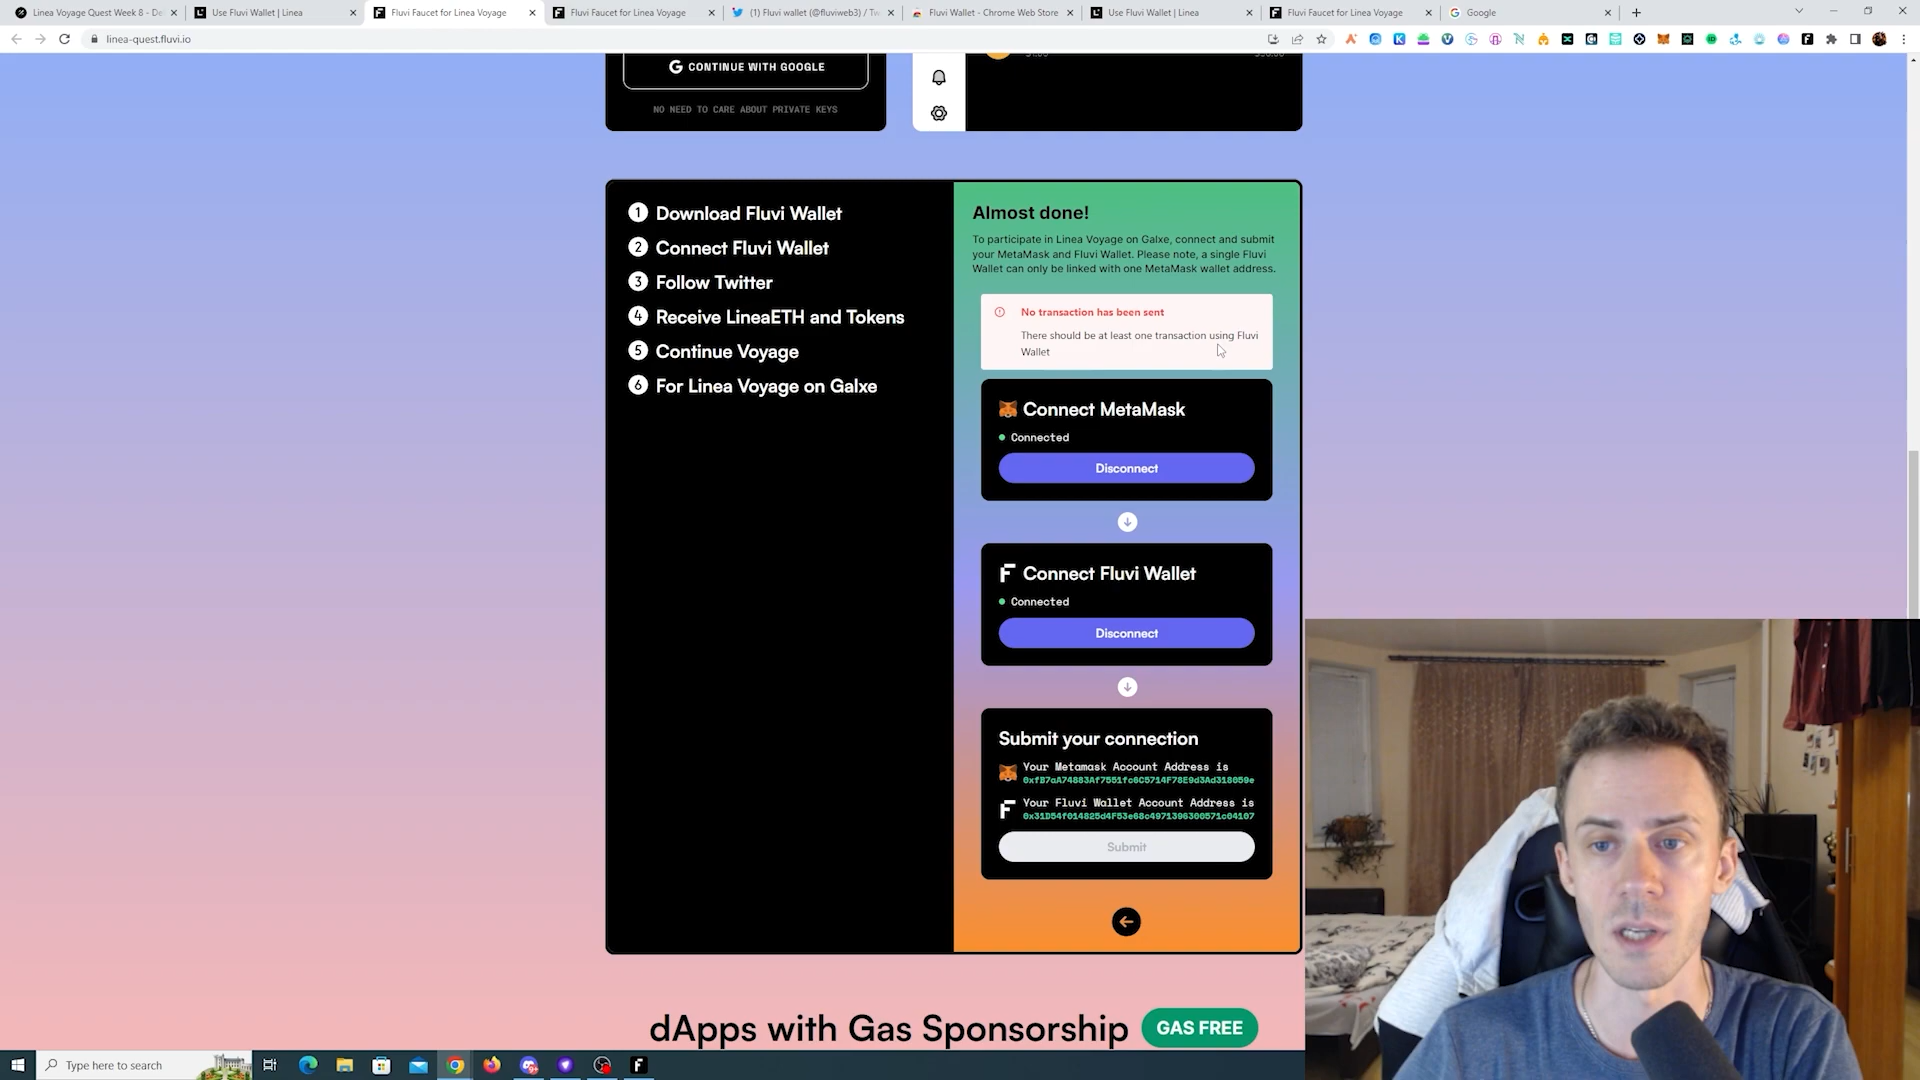 Linea Voyage Quest Week 8 - De
Use Fluvi Wallet | Linea
Fluvi Faucet for Linea Voyage
Fluvi Faucet for Linea Voyage
(1) Fluvi wallet (@fluviweb3) / Tw
Fluvi Wallet - Chrome Web Store
Use Fluvi Wallet | Linea
Fluvi Faucet for Linea Voyage
Google
linea-quest.fluvi.io
CONTINUE WITH GOOGLE
NO NEED TO CARE ABOUT PRIVATE KEYS
1 Download Fluvi Wallet
2 Connect Fluvi Wallet
3 Follow Twitter
4 Receive LineaETH and Tokens
5 Continue Voyage
6 For Linea Voyage on Galxe
Almost done!
To participate in Linea Voyage on Galxe, connect and submit
your MetaMask and Fluvi Wallet. Please note, a single Fluvi
Wallet can only be linked with one MetaMask wallet address.
No transaction has been sent
There should be at least one transaction using Fluvi
Wallet
Connect MetaMask
Connected
Disconnect
Connect Fluvi Wallet
Connected
Disconnect
Submit your connection
Your Metamask Account Address is
0xfB7aA74883Af7551fc6C5714F78E9d3Ad318059e
Your Fluvi Wallet Account Address is
0x31D54f014825d4F53e68c4971396300571c04107
Submit
dApps with Gas Sponsorship
GAS FREE
Type here to search